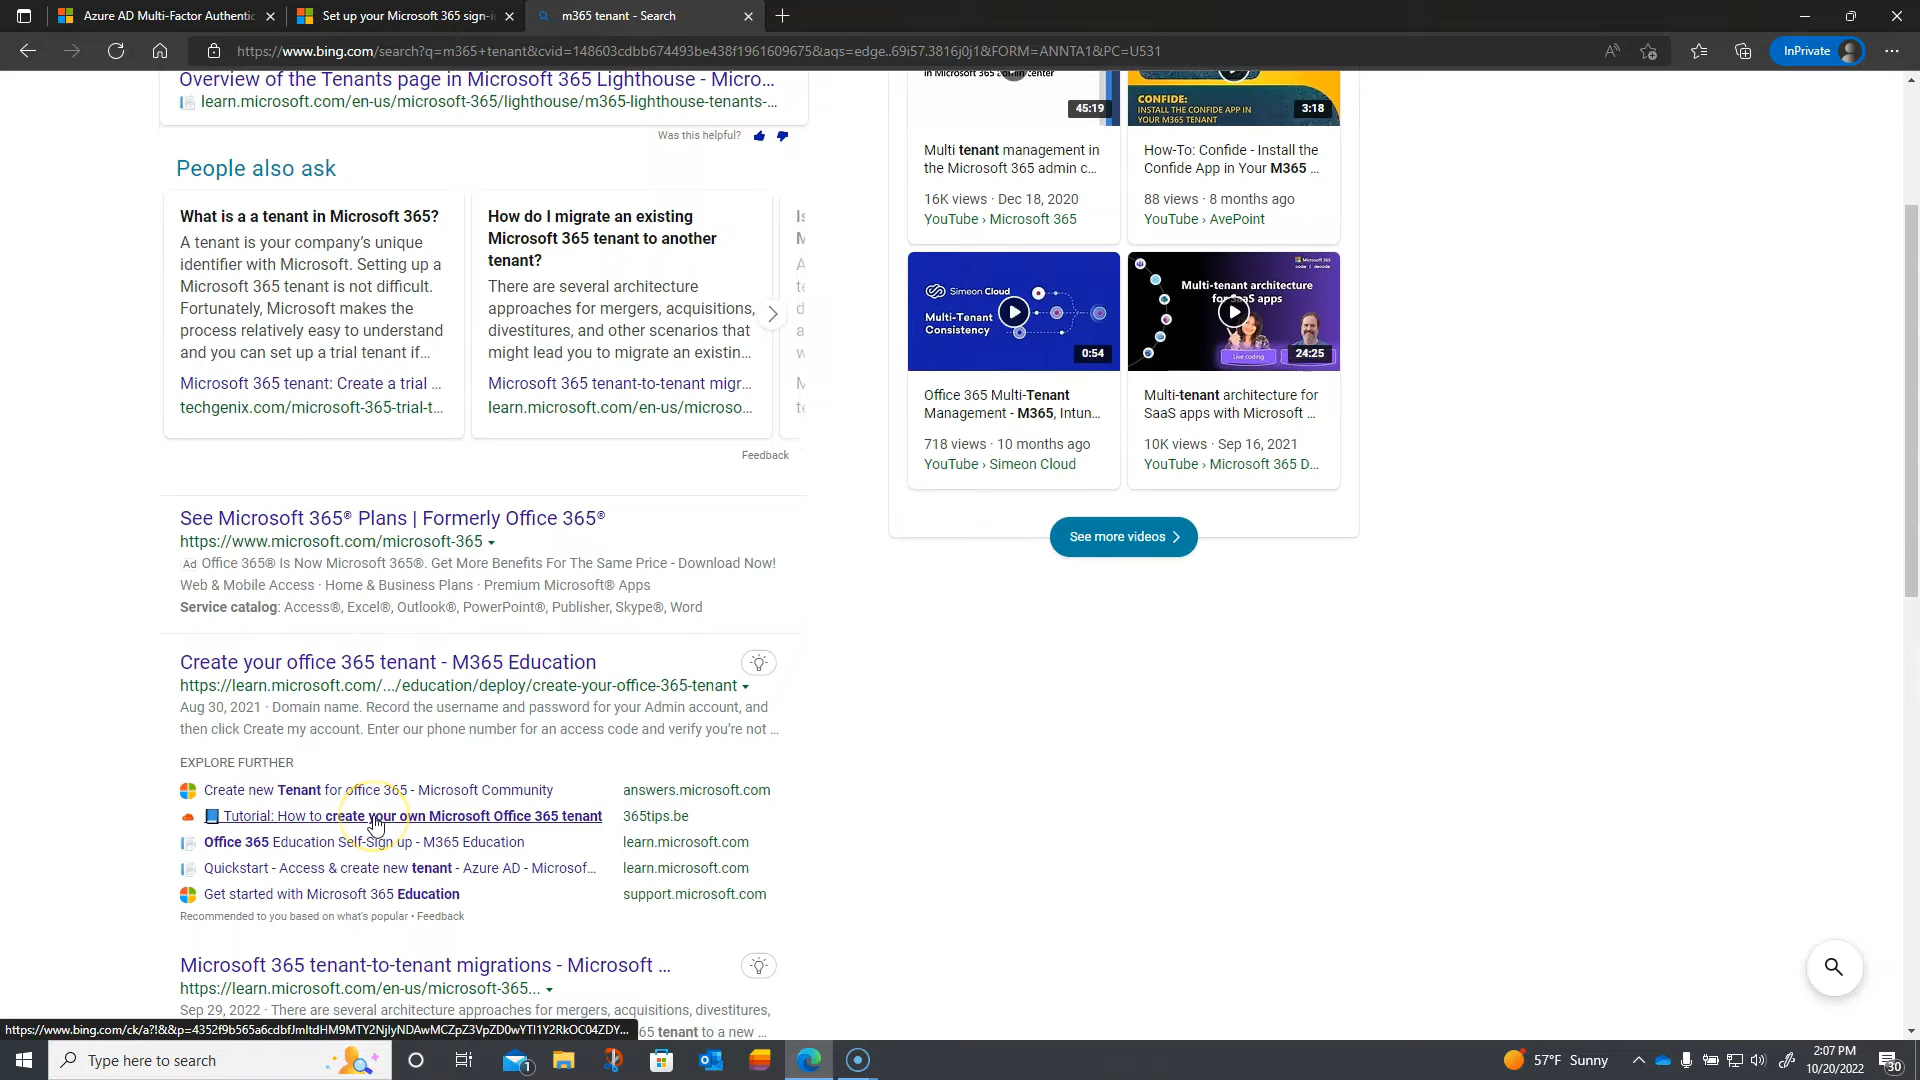 Azure AD Multi-Factor Authentic
Set up your Microsoft 365 sign-i
m365 tenant - Search
https://www.bing.com/search?q=m365+tenant&cvid=148603cdbb674493be438f1961609675&aqs=edge..69i57.3816j0j1&FORM=ANNTA1&PC=U531
InPrivate
Overview of the Tenants page in Microsoft 365 Lighthouse - Micro...
learn.microsoft.com/en-us/microsoft-365/lighthouse/m365-lighthouse-tenants-...
Was this helpful?
People also ask
What is a a tenant in Microsoft 365?
A tenant is your company's unique
identifier with Microsoft. Setting up a
Microsoft 365 tenant is not difficult.
Fortunately, Microsoft makes the
process relatively easy to understand
and you can set up a trial tenant if...
Microsoft 365 tenant: Create a trial ...
techgenix.com/microsoft-365-trial-t...
How do I migrate an existing
Microsoft 365 tenant to another
tenant?
There are several architecture
approaches for mergers, acquisitions,
divestitures, and other scenarios that
might lead you to migrate an existin...
Microsoft 365 tenant-to-tenant migr...
learn.microsoft.com/en-us/microso...
Feedback
See Microsoft 365® Plans | Formerly Office 365®
https://www.microsoft.com/microsoft-365
Ad Office 365® Is Now Microsoft 365®. Get More Benefits For The Same Price - Download Now!
Web & Mobile Access · Home & Business Plans · Premium Microsoft® Apps
Service catalog: Access®, Excel®, Outlook®, PowerPoint®, Publisher, Skype®, Word
Create your office 365 tenant - M365 Education
https://learn.microsoft.com/.../education/deploy/create-your-office-365-tenant
Aug 30, 2021 · Domain name. Record the username and password for your Admin account, and
then click Create my account. Enter our phone number for an access code and verify you're not ...
EXPLORE FURTHER
Create new Tenant for office 365 - Microsoft Community answers.microsoft.com
Tutorial: How to create your own Microsoft Office 365 tenant 365tips.be
Office 365 Education Self-Sign up - M365 Education learn.microsoft.com
Quickstart - Access & create new tenant - Azure AD - Microsof... learn.microsoft.com
Get started with Microsoft 365 Education support.microsoft.com
Recommended to you based on what's popular • Feedback
Microsoft 365 tenant-to-tenant migrations - Microsoft ...
https://learn.microsoft.com/en-us/microsoft-365...
Sep 29, 2022 · There are several architecture approaches for mergers, acquisitions, divestitures,
65 tenant to a new ...
in Microsoft 365 admin center
45:19
Multi tenant management in
the Microsoft 365 admin c...
16K views · Dec 18, 2020
YouTube › Microsoft 365
CONFIDE:
INSTALL THE CONFIDE APP IN
YOUR M365 TENANT
3:18
How-To: Confide - Install the
Confide App in Your M365 ...
88 views · 8 months ago
YouTube › AvePoint
Simeon Cloud
Multi-Tenant
Consistency
0:54
Office 365 Multi-Tenant
Management - M365, Intun...
718 views · 10 months ago
YouTube › Simeon Cloud
Microsoft 365
code | decode
Multi-tenant architecture
for SaaS apps
Live coding
24:25
Multi-tenant architecture for
SaaS apps with Microsoft ...
10K views · Sep 16, 2021
YouTube › Microsoft 365 D...
See more videos
Type here to search
1
57°F Sunny
2:07 PM
10/20/2022
30